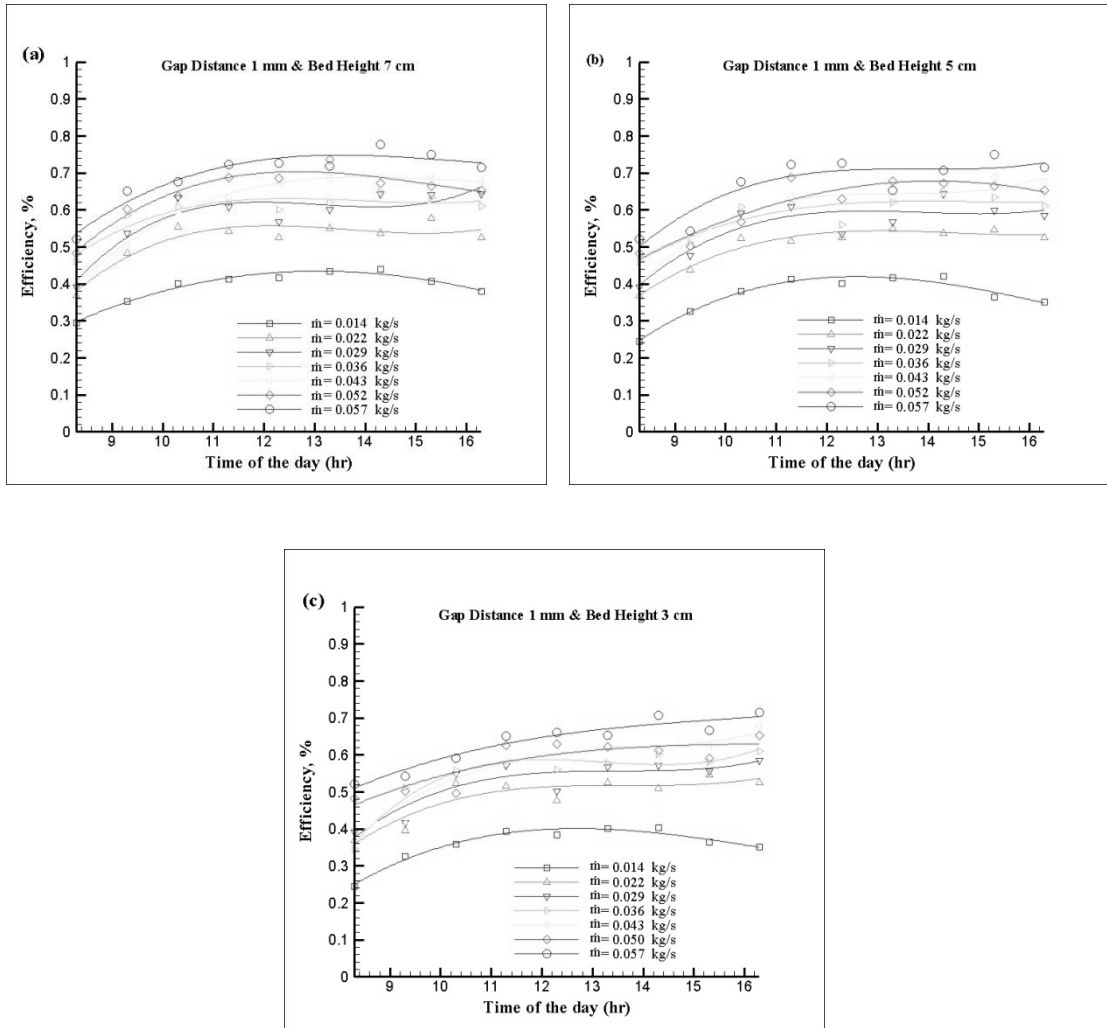 (a)
Gap Distance 1 mm & Bed Height 7 cm
1
0.9
0.8
0.7
0.6
0.5
0.4
0.3
0.2
0.1
0
Efficiency, %
ṁ= 0.014 kg/s
ṁ= 0.022 kg/s
ṁ= 0.029 kg/s
ṁ= 0.036 kg/s
ṁ= 0.043 kg/s
ṁ= 0.052 kg/s
ṁ= 0.057 kg/s
9 10 11 12 13 14 15 16
Time of the day (hr)
(b)
Gap Distance 1 mm & Bed Height 5 cm
1
0.9
0.8
0.7
0.6
0.5
0.4
0.3
0.2
0.1
0
Efficiency, %
ṁ= 0.014 kg/s
ṁ= 0.022 kg/s
ṁ= 0.029 kg/s
ṁ= 0.036 kg/s
ṁ= 0.043 kg/s
ṁ= 0.052 kg/s
ṁ= 0.057 kg/s
9 10 11 12 13 14 15 16
Time of the day (hr)
(c)
Gap Distance 1 mm & Bed Height 3 cm
1
0.9
0.8
0.7
0.6
0.5
0.4
0.3
0.2
0.1
0
Efficiency, %
ṁ= 0.014 kg/s
ṁ= 0.022 kg/s
ṁ= 0.029 kg/s
ṁ= 0.036 kg/s
ṁ= 0.043 kg/s
ṁ= 0.050 kg/s
ṁ= 0.057 kg/s
9 10 11 12 13 14 15 16
Time of the day (hr)